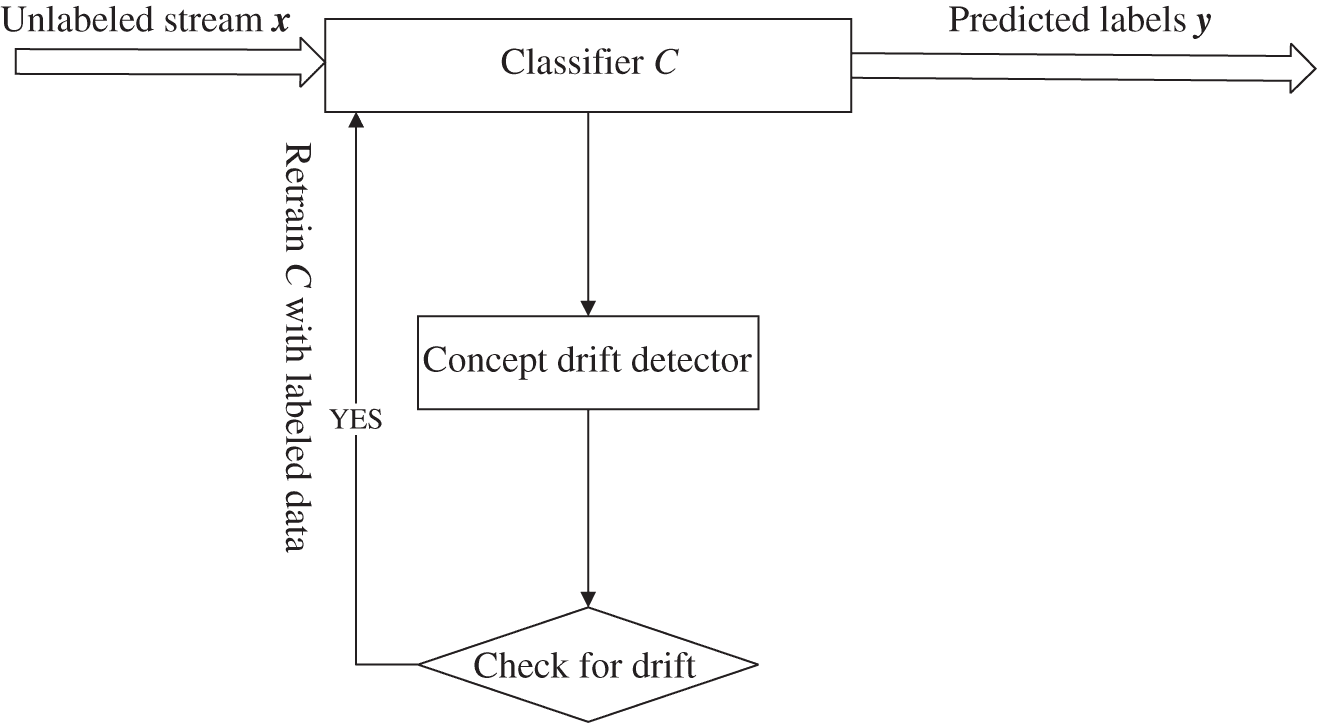 Unlabeled stream x
Predicted labels y
Classifier C
Retrain C with labeled data
Concept drift detector
YES
Check for drift